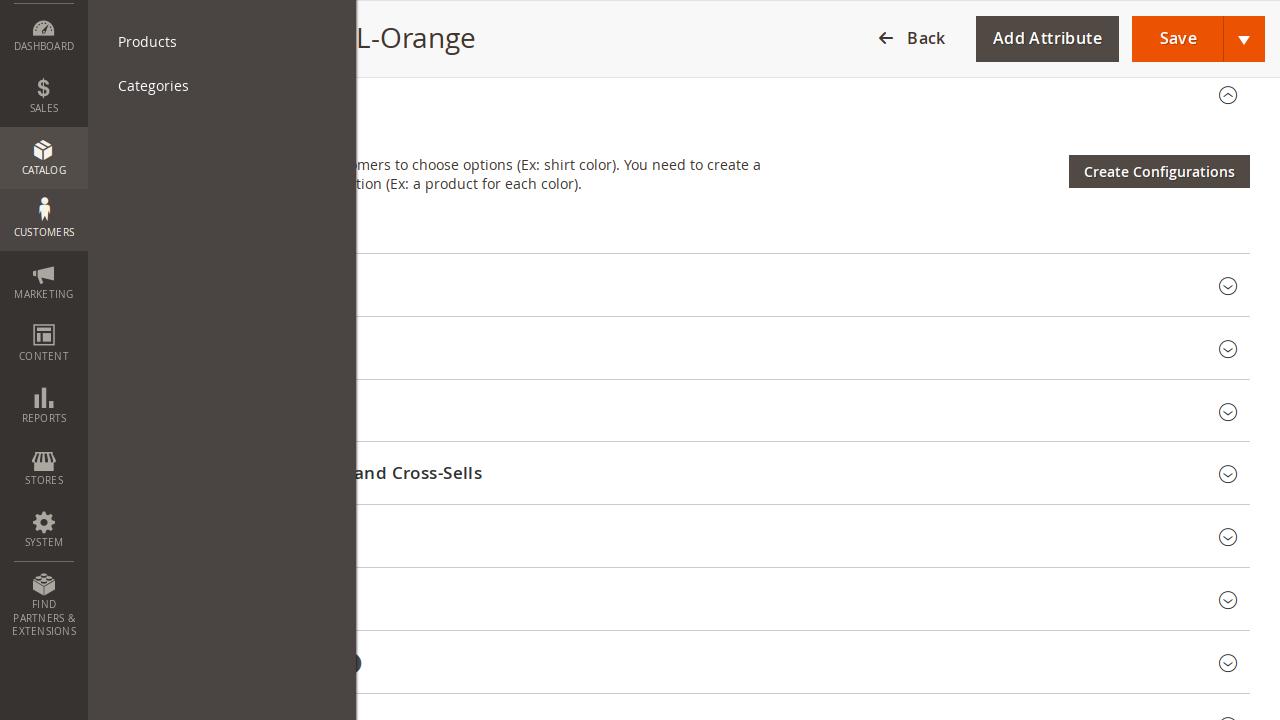 DASHBOARD
SALES
CATALOG
CUSTOMERS
MARKETING
CONTENT
REPORTS
STORES
SYSTEM
FIND
PARTNERS &
EXTENSIONS
Products
Categories
L-Orange
Back
Add Attribute
Save
to choose options (Ex: shirt color). You need to create a
(Ex: a product for each color).
Create Configurations
and Cross-Sells